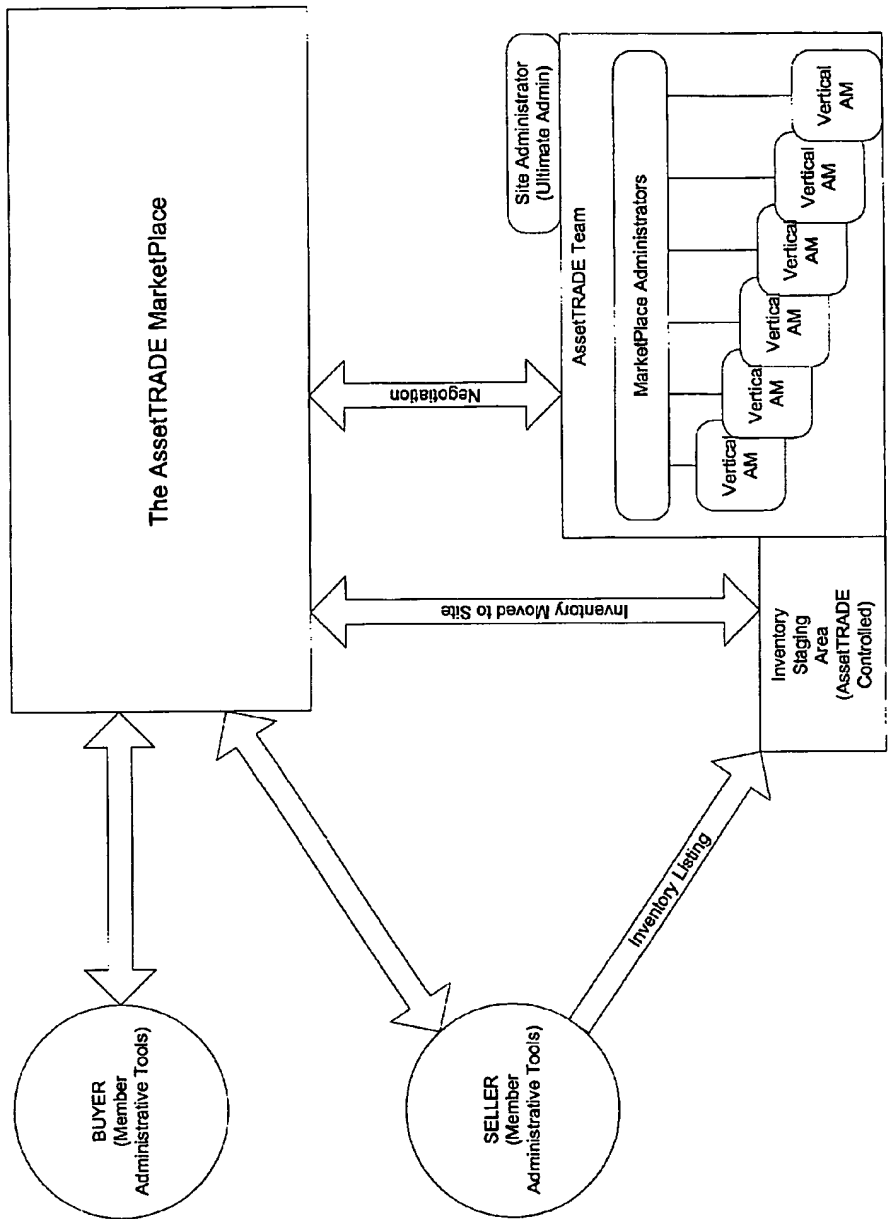 BUYER
(Member
Administrative Tools)
The AssetTRADE MarketPlace
SELLER
(Member
Administrative Tools)
Inventory Listing
Inventory Moved to Site
Negotiation
Inventory
Staging
Area
(AssetTRADE
Controlled)
Site Administrator
(Ultimate Admin)
AssetTRADE Team
MarketPlace Administrators
Vertical
AM
Vertical
AM
Vertical
AM
Vertical
AM
Vertical
AM
Vertical
AM